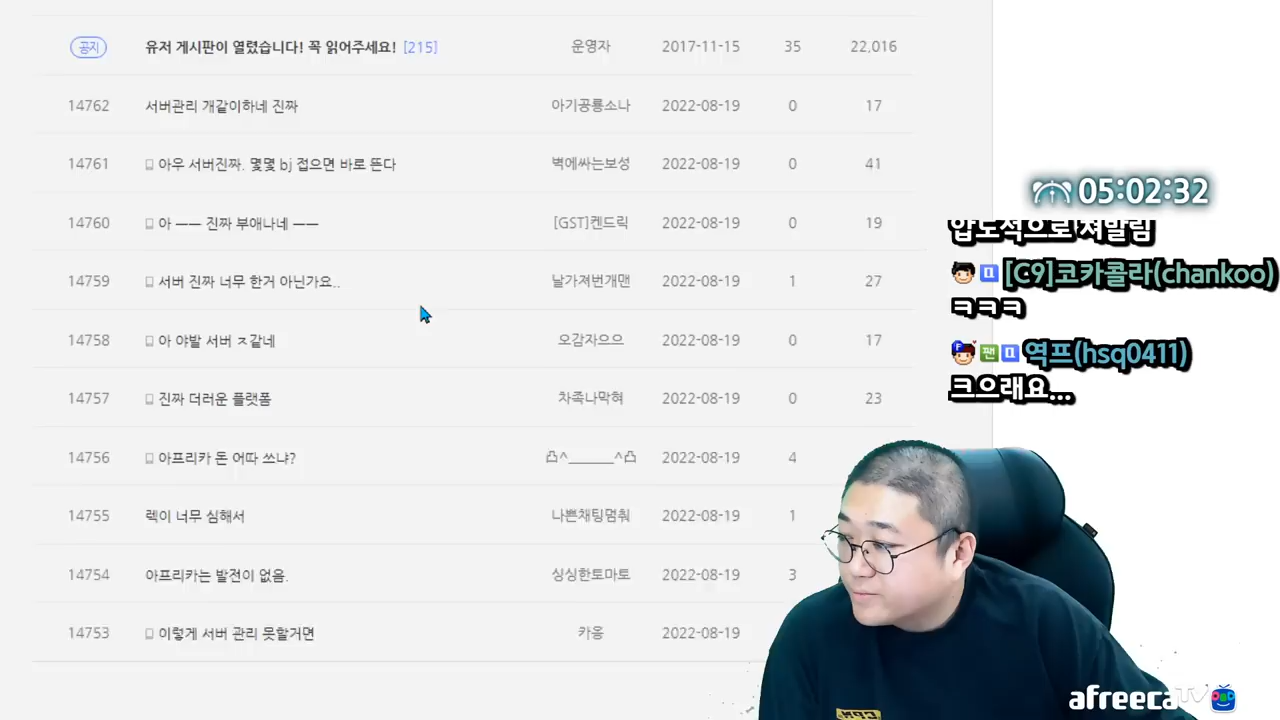 공지 유저 게시판이 열렸습니다! 꼭 읽어주세요! [215] 운영자 2017-11-15 35 22,016
14762 서버관리 개같이하네 진짜 아기공룡소나 2022-08-19 0 17
14761 아우 서버진짜. 몇몇 bj 접으면 바로 뜬다 벽에싸는보성 2022-08-19 0 41
14760 아 ㅡㅡ 진짜 부애나네 ㅡㅡ [GST]켄드릭 2022-08-19 0 19
14759 서버 진짜 너무 한거 아닌가요.. 날가져번개맨 2022-08-19 1 27
14758 아 야발 서버 ㅈ같네 오감자으으 2022-08-19 0 17
14757 진짜 더러운 플랫폼 차족나막혀 2022-08-19 0 23
14756 아프리카 돈 어따 쓰냐? 凸^______^凸 2022-08-19 4
14755 렉이 너무 심해서 나쁜채팅멈춰 2022-08-19 1
14754 아프리카는 발전이 없음. 싱싱한토마토 2022-08-19 3
14753 이렇게 서버 관리 못할거면 카옹 2022-08-19
05:02:32
압도적으로 쳐발림
[C9]코카콜라(chankoo)
ㅋㅋㅋ
F 팬 역프(hsq0411)
크으래요...
afreecaTV